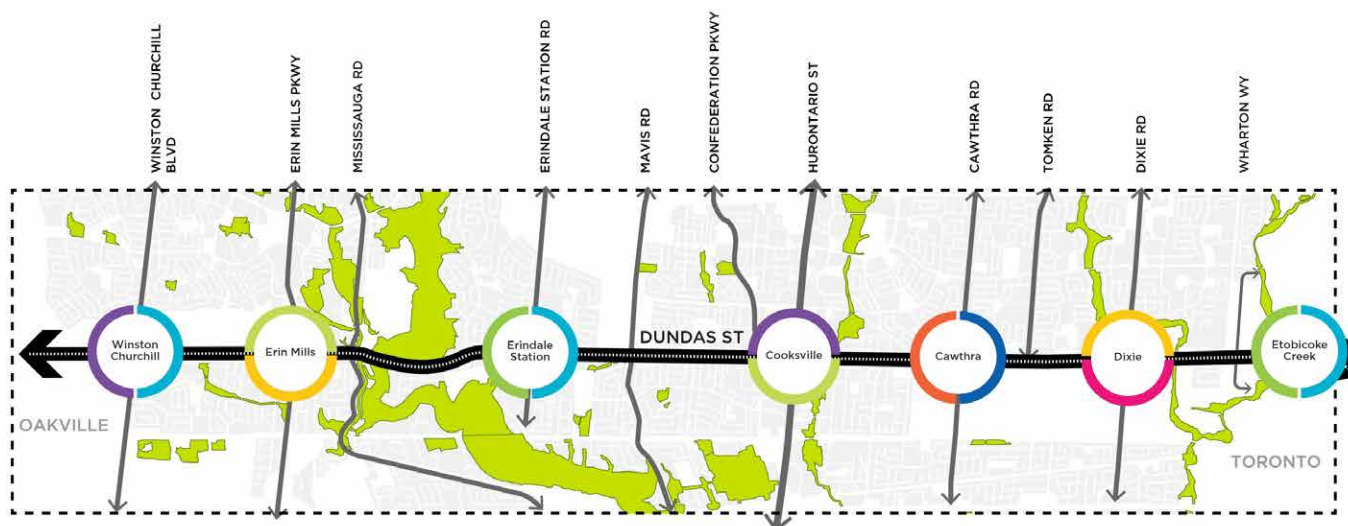 WINSTON CHURCHILL
BLVD
ERIN MILLS PKWY
MISSISSAUGA RD
ERINDALE STATION RD
MAVIS RD
CONFEDERATION PKWY
HURONTARIO ST
CAWTHRA RD
TOMKEN RD
DIXIE RD
WHARTON WY
DUNDAS ST
Winston
Churchill
Erin Mills
Erindale
Station
Cooksville
Cawthra
Dixie
Etobicoke
Creek
OAKVILLE
TORONTO